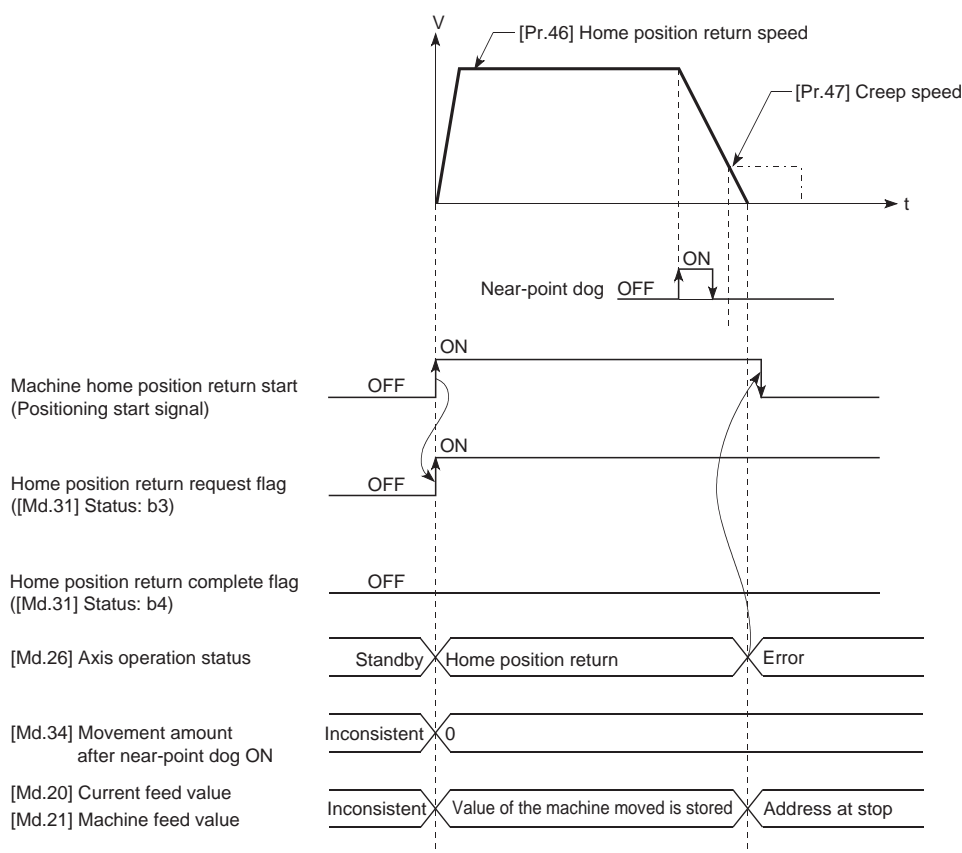 V
[Pr.46] Home position return speed
[Pr.47] Creep speed
t
ON
Near-point dog OFF
ON
Machine home position return start
(Positioning start signal)
OFF
ON
Home position return request flag
([Md.31] Status: b3)
OFF
Home position return complete flag
([Md.31] Status: b4)
OFF
[Md.26] Axis operation status
Standby
Home position return
Error
[Md.34] Movement amount
after near-point dog ON
Inconsistent
0
[Md.20] Current feed value
[Md.21] Machine feed value
Inconsistent
Value of the machine moved is stored
Address at stop